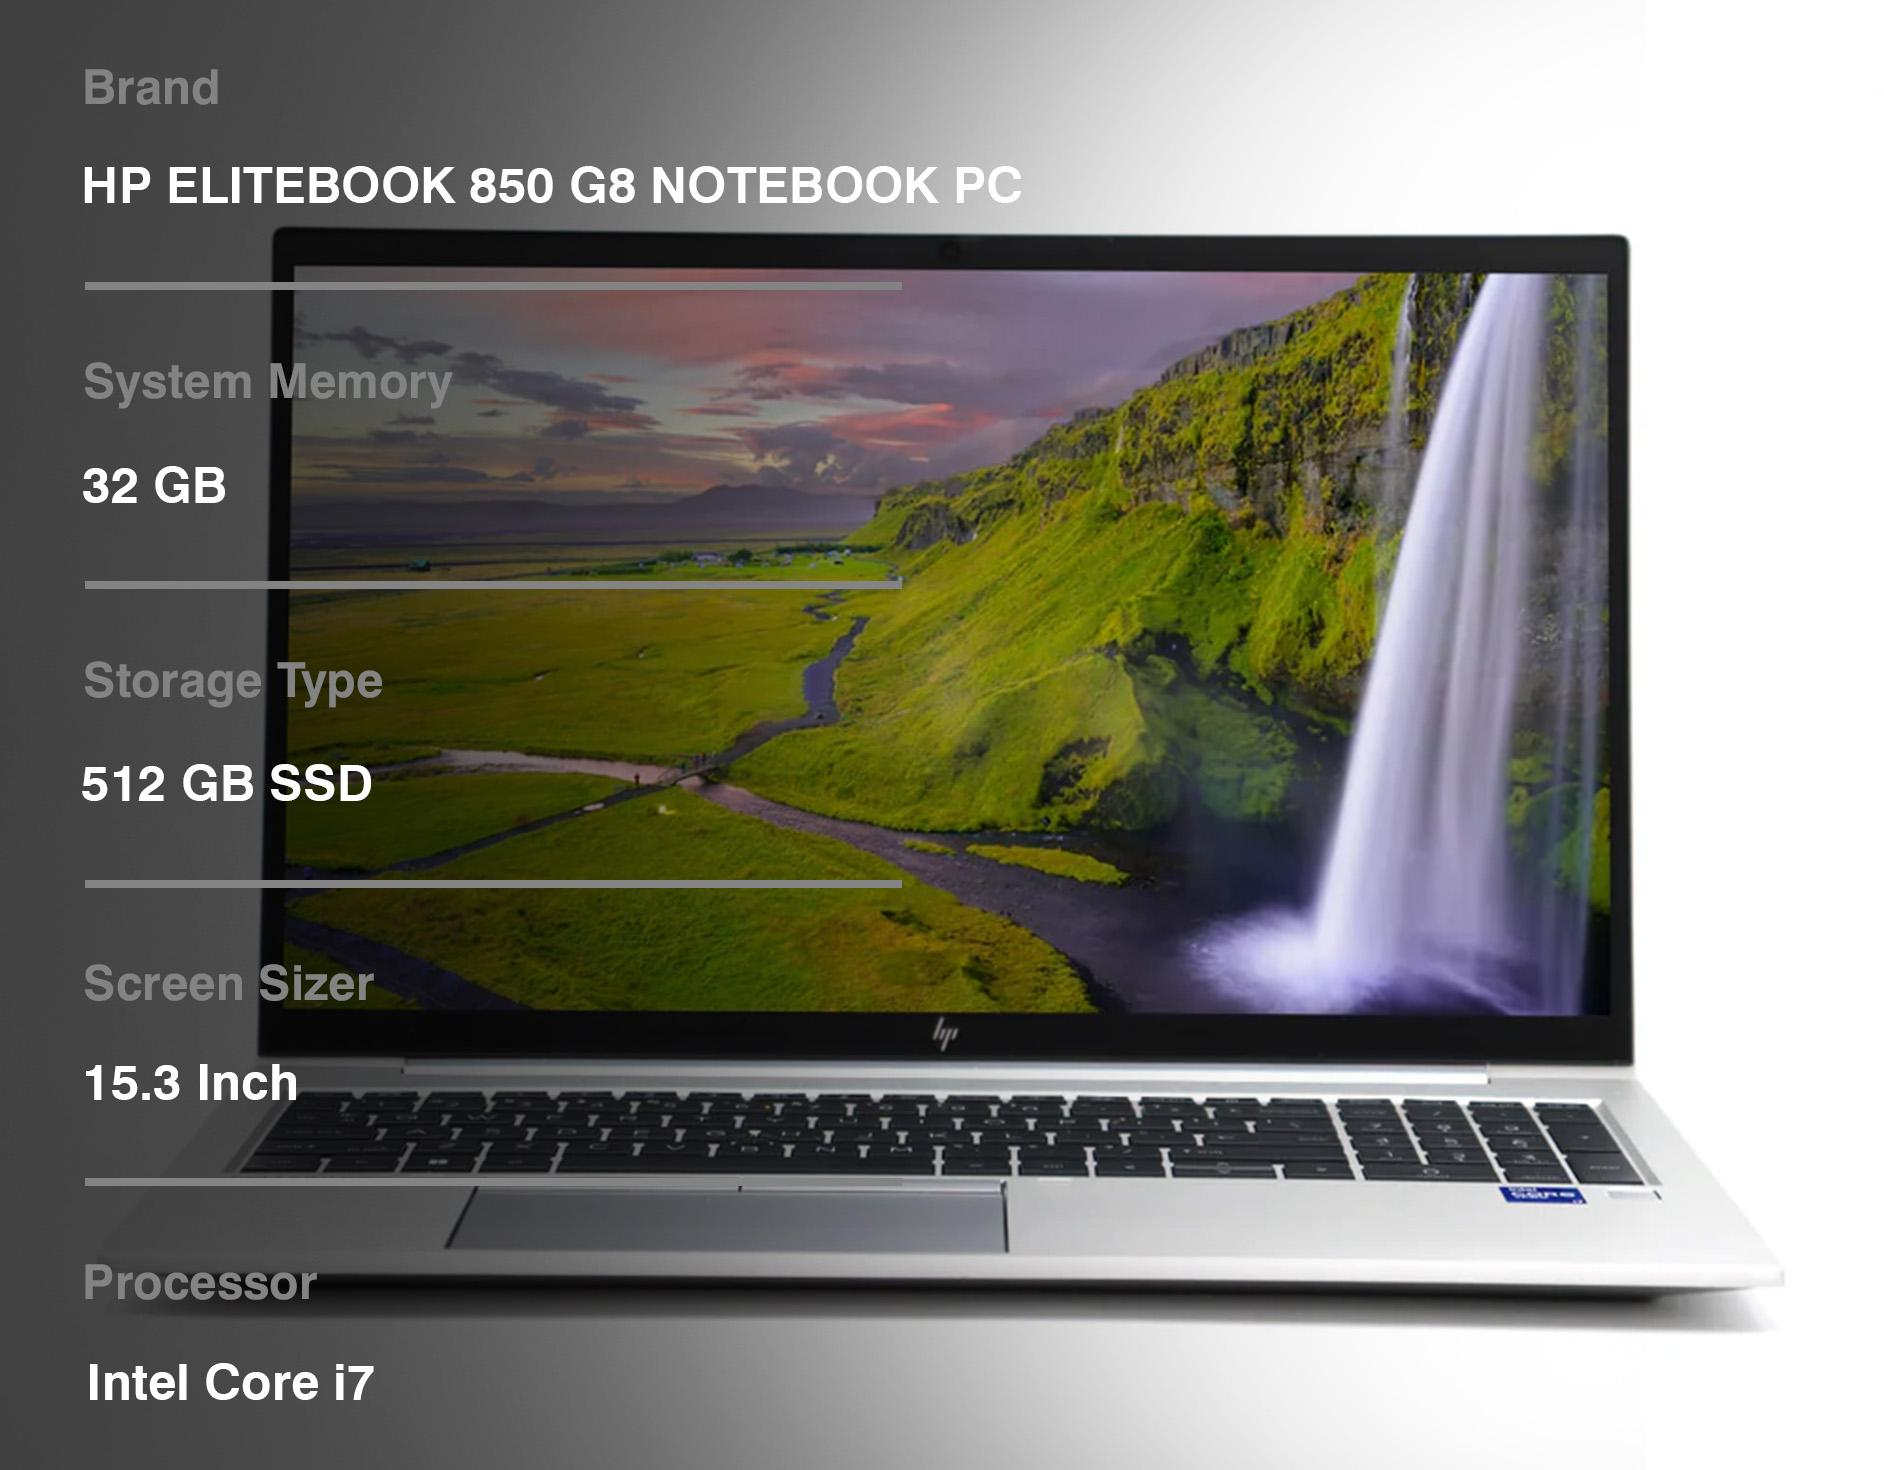 Brand
HP ELITEBOOK 850 G8 NOTEBOOK PC
System Memory
32 GB
Storage Type
512 GB SSD
Screen Sizer
15.3 Inch
hp
Processor
Intel Core i7